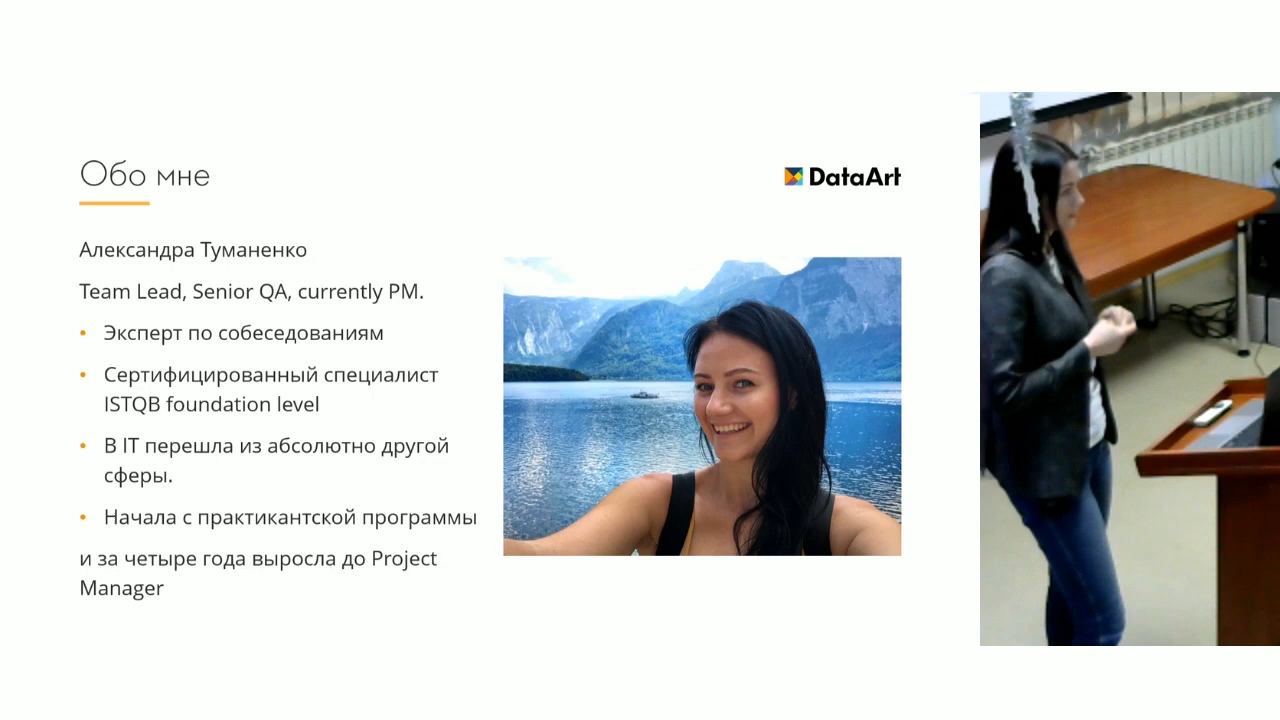 Обо мне
DataArt
Александра Туманенко
Team Lead, Senior QA, currently PM.
• Эксперт по собеседованиям
• Сертифицированный специалист
ISTQB foundation level
• В IT перешла из абсолютно другой
сферы.
• Начала с практикантской программы
и за четыре года выросла до Project
Manager